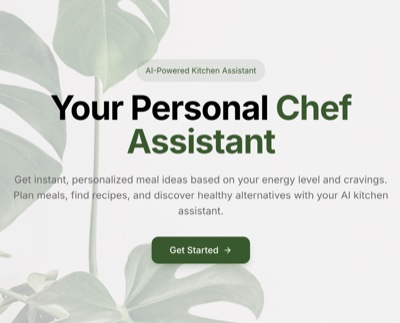 AI-Powered Kitchen Assistant
Your Personal Chef
Assistant
Get instant, personalized meal ideas based on your energy level and cravings.
Plan meals, find recipes, and discover healthy alternatives with your AI kitchen
assistant.
Get Started →